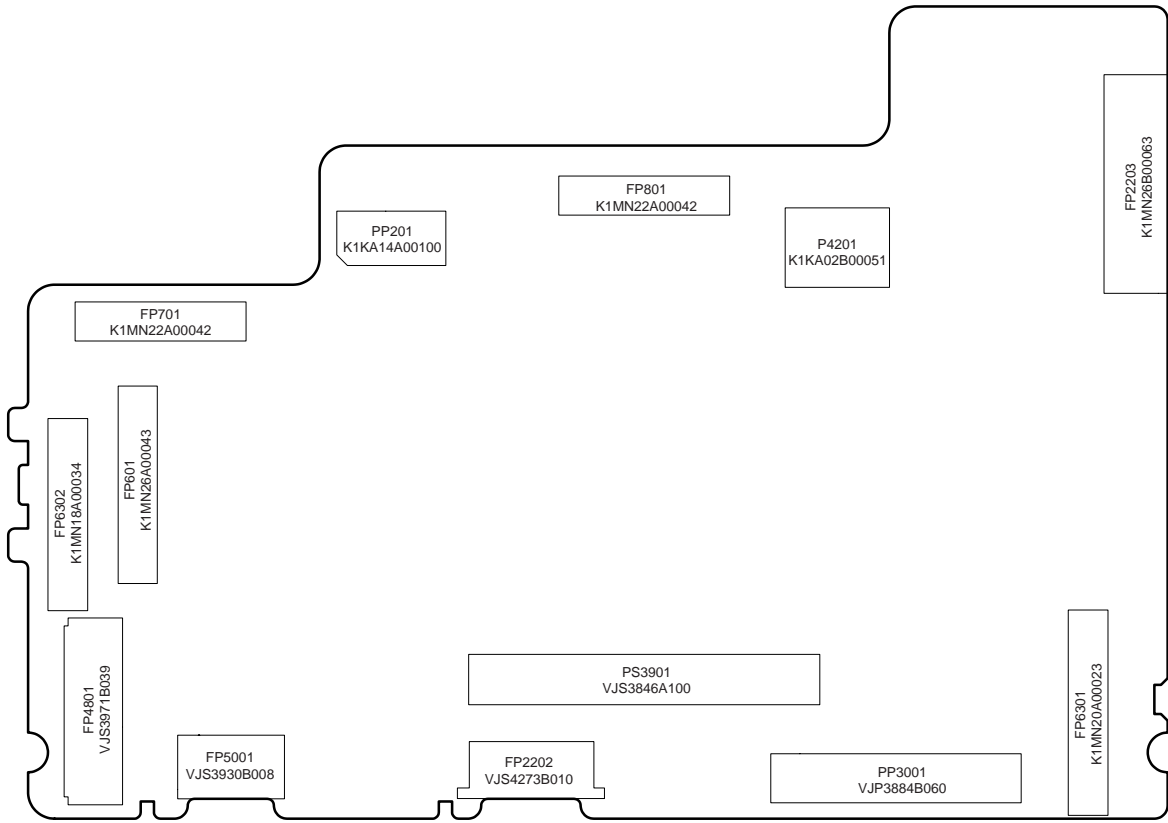 FP2203
K1MN26B00063
FP801
K1MN22A00042
PP201
K1KA14A00100
P4201
K1KA02B00051
FP701
K1MN22A00042
FP601
K1MN26A00043
FP6302
K1MN18A00034
FP4801
VJS3971B039
PS3901
VJS3846A100
FP6301
K1MN20A00023
FP5001
VJS3930B008
FP2202
VJS4273B010
PP3001
VJP3884B060